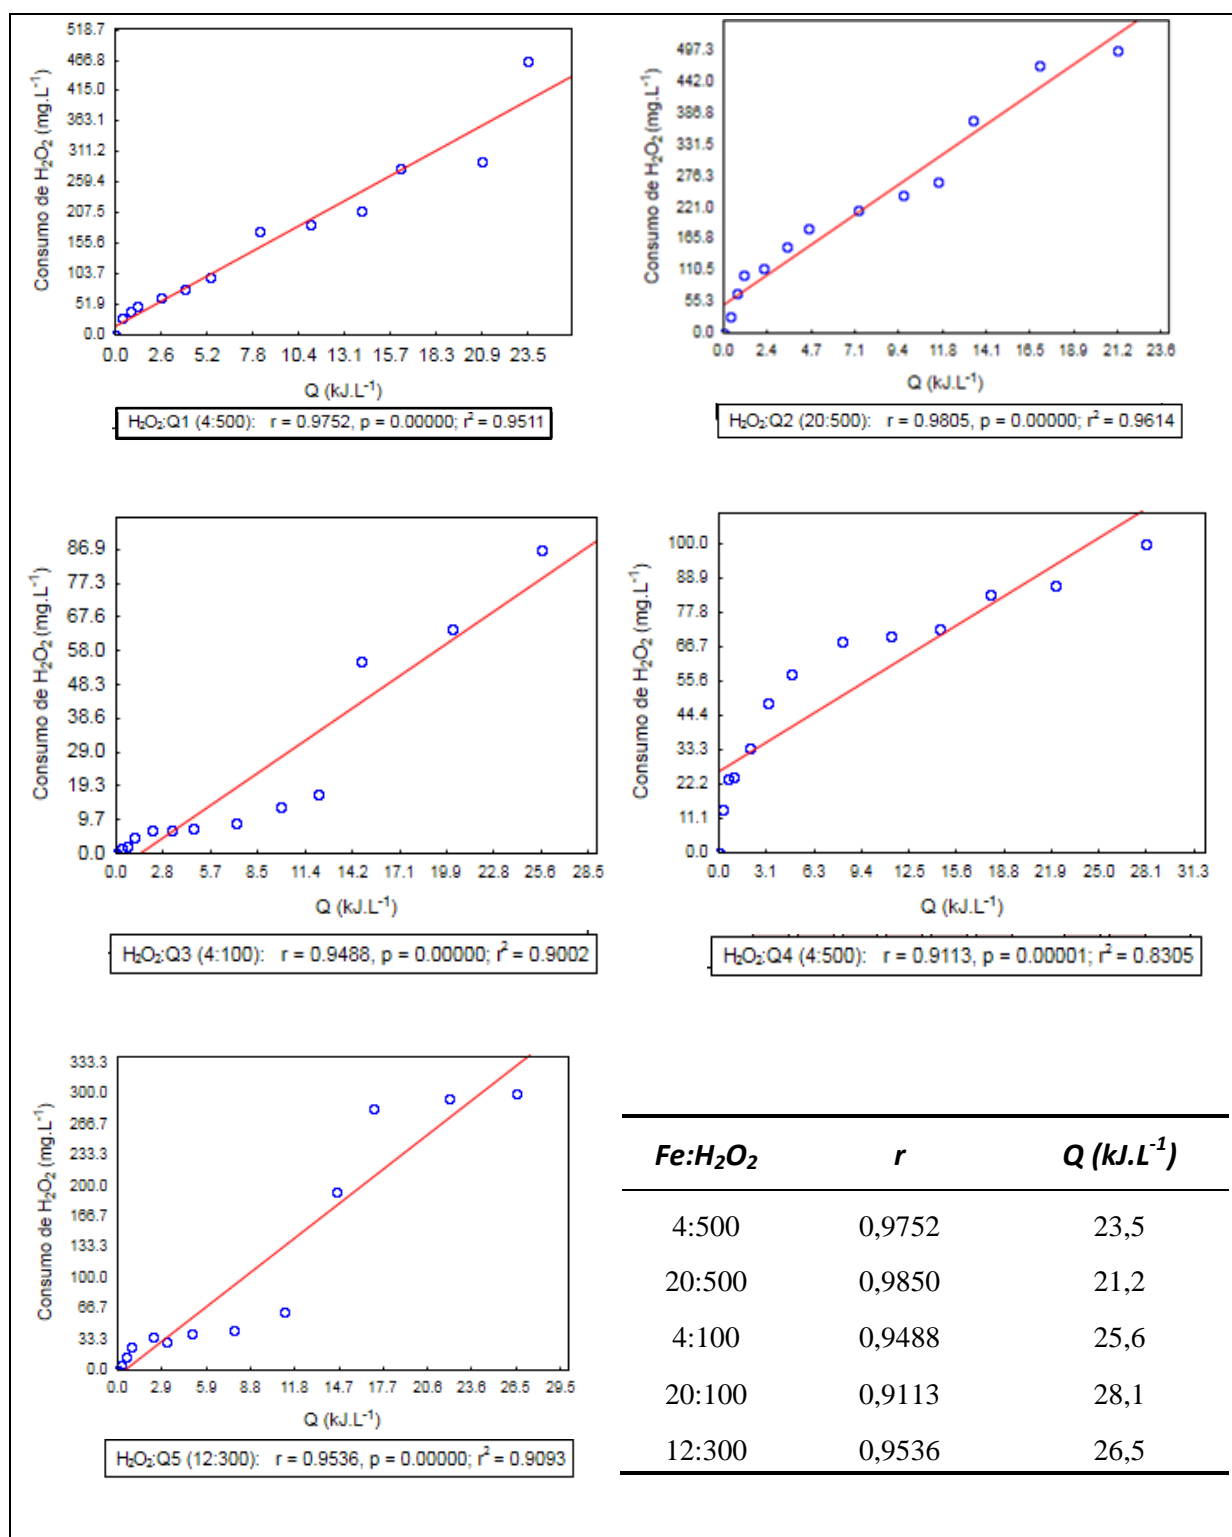 Consumo de H₂O₂ (mg.L⁻¹)
518.7
466.8
415.0
363.1
311.2
259.4
207.5
155.6
103.7
51.9
0.0
0.0 2.6 5.2 7.8 10.4 13.1 15.7 18.3 20.9 23.5
Q (kJ.L⁻¹)
H₂O₂:Q1 (4:500): r = 0.9752, p = 0.00000; r² = 0.9511
Consumo de H₂O₂ (mg.L⁻¹)
497.3
442.0
386.8
331.5
276.3
221.0
165.8
110.5
55.3
0.0
0.0 2.4 4.7 7.1 9.4 11.8 14.1 16.5 18.9 21.2 23.6
Q (kJ.L⁻¹)
H₂O₂:Q2 (20:500): r = 0.9805, p = 0.00000; r² = 0.9614
Consumo de H₂O₂ (mg.L⁻¹)
86.9
77.3
67.6
58.0
48.3
38.6
29.0
19.3
9.7
0.0
0.0 2.8 5.7 8.5 11.4 14.2 17.1 19.9 22.8 25.6 28.5
Q (kJ.L⁻¹)
H₂O₂:Q3 (4:100): r = 0.9488, p = 0.00000; r² = 0.9002
Consumo de H₂O₂ (mg.L⁻¹)
100.0
88.9
77.8
66.7
55.6
44.4
33.3
22.2
11.1
0.0
0.0 3.1 6.3 9.4 12.5 15.6 18.8 21.9 25.0 28.1 31.3
Q (kJ.L⁻¹)
H₂O₂:Q4 (4:500): r = 0.9113, p = 0.00001; r² = 0.8305
Consumo de H₂O₂ (mg.L⁻¹)
333.3
300.0
266.7
233.3
200.0
166.7
133.3
100.0
66.7
33.3
0.0
0.0 2.9 5.9 8.8 11.8 14.7 17.7 20.6 23.6 26.5 29.5
Q (kJ.L⁻¹)
H₂O₂:Q5 (12:300): r = 0.9536, p = 0.00000; r² = 0.9093
Fe:H₂O₂ r Q (kJ.L⁻¹)
4:500 0,9752 23,5
20:500 0,9850 21,2
4:100 0,9488 25,6
20:100 0,9113 28,1
12:300 0,9536 26,5